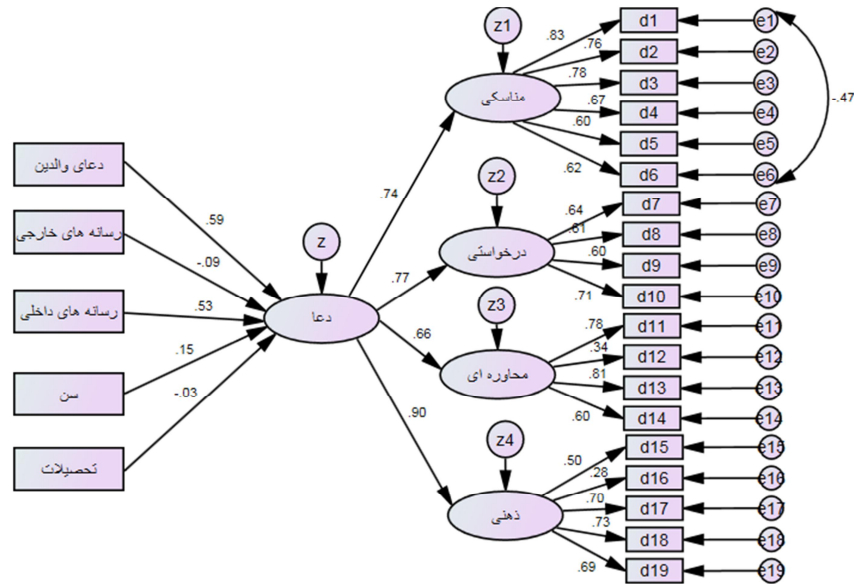 z1
مناسکی
.83
.76
.78
.67
.60
.62
d1
d2
d3
d4
d5
d6
e1
e2
e3
e4
e5
e6
-.47
دعای والدین
رسانه های خارجی
رسانه های داخلی
سن
تحصیلات
.59
-.09
.53
.15
-.03
z
دعا
.74
.77
.66
.90
z2
درخواستی
.64
.61
.60
.71
d7
d8
d9
d10
e7
e8
e9
e10
z3
محاوره ای
.78
.34
.81
.60
d11
d12
d13
d14
e11
e12
e13
e14
z4
ذهنی
.50
.28
.70
.73
.69
d15
d16
d17
d18
d19
e15
e16
e17
e18
e19